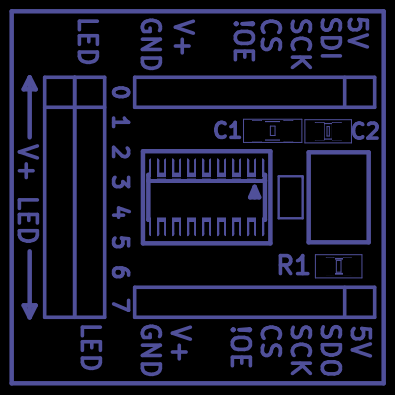 LED GND V+ !OE CS SCK SDI 5V
0
1
2
3
4
5
6
7
V+ LED
C1 C2
R1
LED GND V+ !OE CS SCK SDO 5V